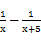 1/x - 1/(x+5)